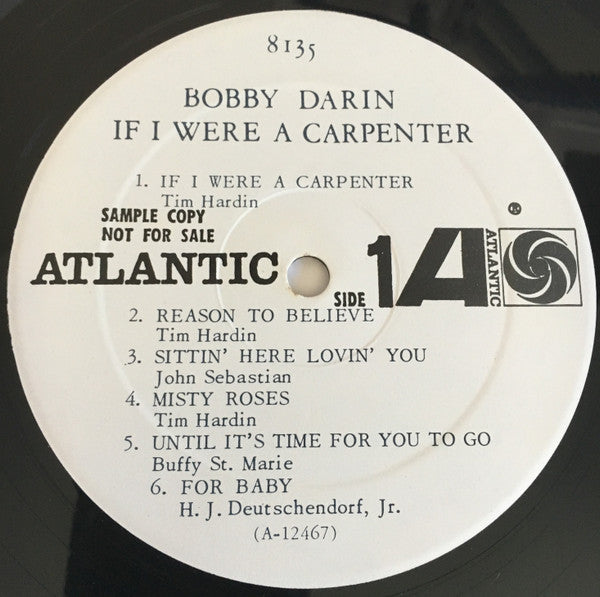 8135
BOBBY DARIN
IF I WERE A CARPENTER
1. IF I WERE A CARPENTER
Tim Hardin
SAMPLE COPY
NOT FOR SALE
ATLANTIC
SIDE 1 A ATLANTIC ®
2. REASON TO BELIEVE
Tim Hardin
3. SITTIN' HERE LOVIN' YOU
John Sebastian
4. MISTY ROSES
Tim Hardin
5. UNTIL IT'S TIME FOR YOU TO GO
Buffy St. Marie
6. FOR BABY
H. J. Deutschendorf, Jr.
(A-12467)